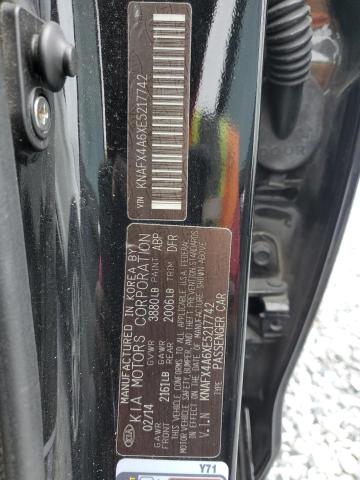 VIN: KNAFX4A6XE5217742
KIA
MANUFACTURED IN KOREA BY
KIA MOTORS CORPORATION
02/14 GVWR 3880LB PAINT ABP
GAWR FRONT 2161LB GAWR REAR 2006LB TRIM DFR
THIS VEHICLE CONFORMS TO ALL APPLICABLE U.S.A. FEDERAL
MOTOR VEHICLE SAFETY, BUMPER, AND THEFT PREVENTION STANDARDS
IN EFFECT ON THE DATE OF MANUFACTURE SHOWN ABOVE.
V.I.N KNAFX4A6XE5217742
TYPE: PASSENGER CAR
Y71